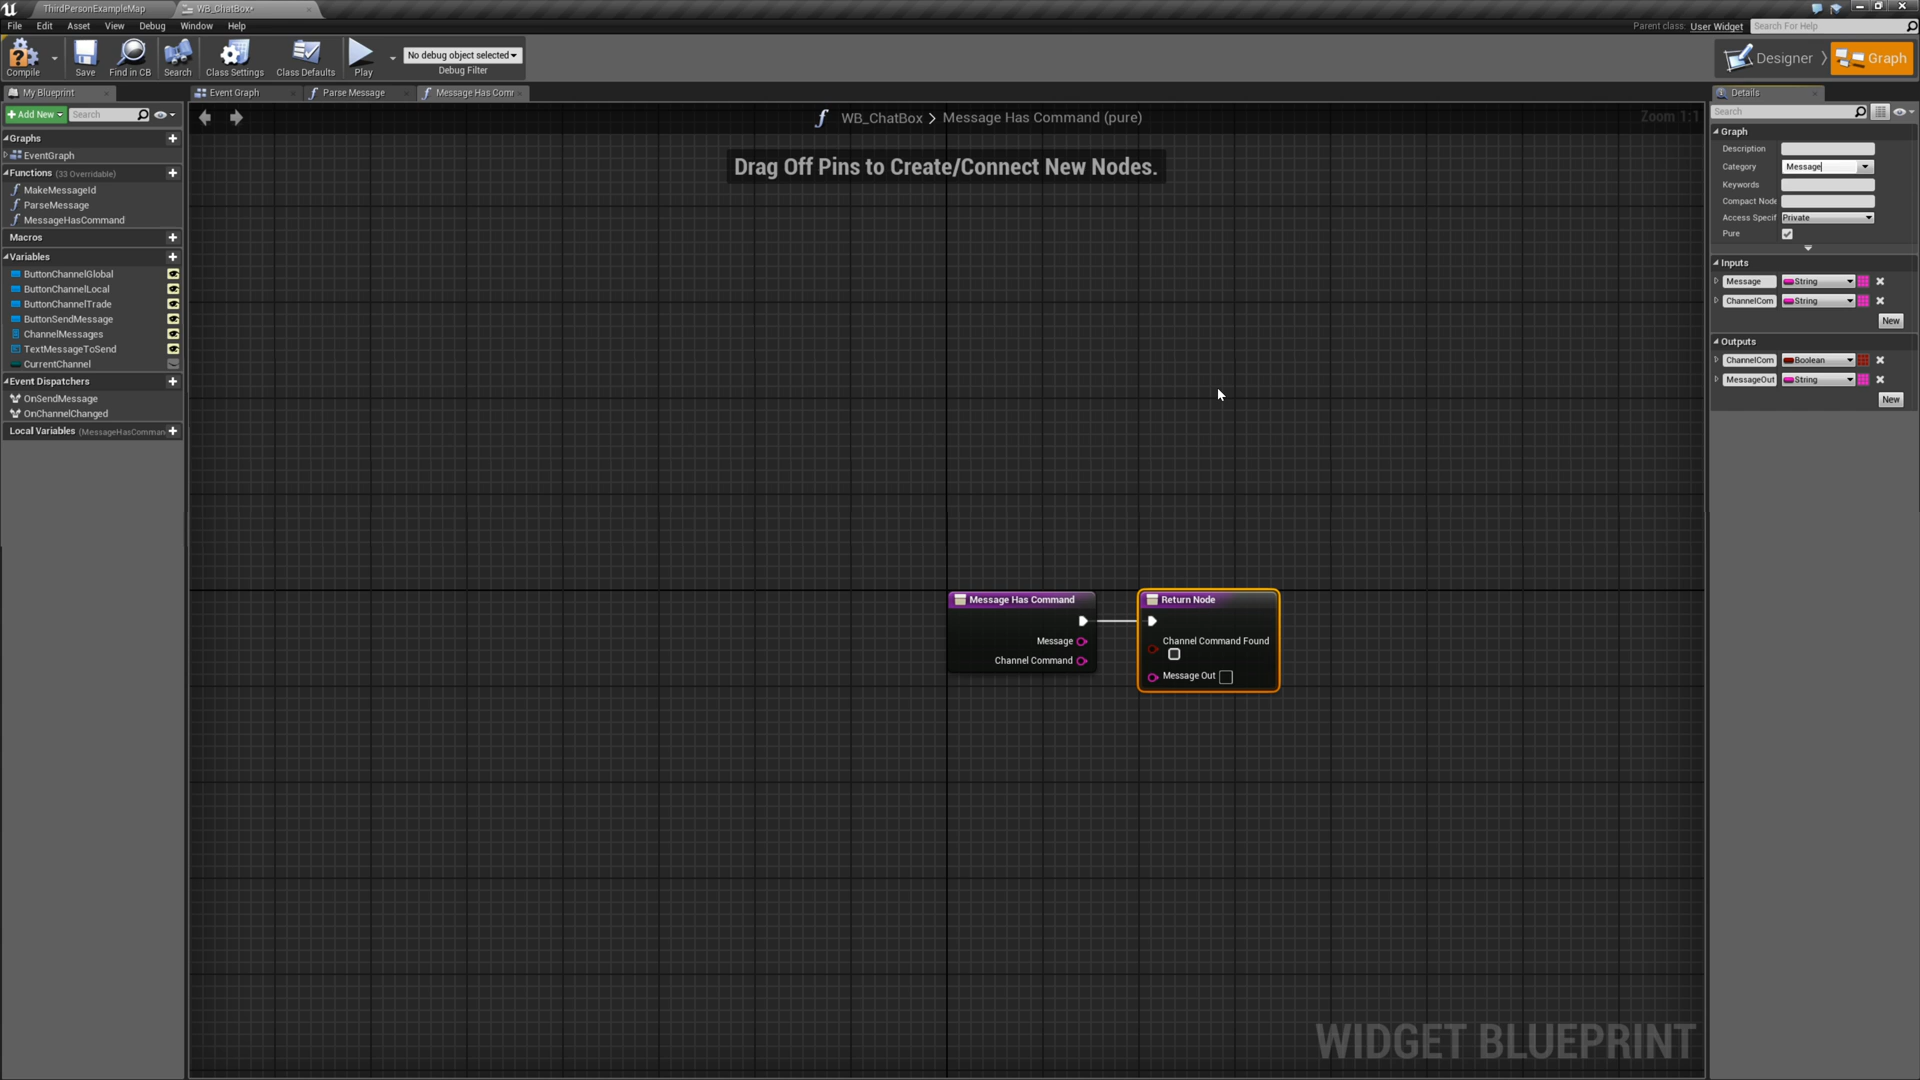 ThirdPersonExampleMap
WB_ChatBox*
File Edit Asset View Debug Window Help
Parent class: User Widget Search For Help
Compile Save Find in CB Search Class Settings Class Defaults Play
No debug object selected
Debug Filter
Designer Graph
My Blueprint
Event Graph Parse Message Message Has Comr
Details
Add New Search
WB_ChatBox > Message Has Command (pure)
Zoom 1:1
Search
Graphs
EventGraph
Functions (33 Overridable)
MakeMessageId
ParseMessage
MessageHasCommand
Macros
Variables
ButtonChannelGlobal
ButtonChannelLocal
ButtonChannelTrade
ButtonSendMessage
ChannelMessages
TextMessageToSend
CurrentChannel
Event Dispatchers
OnSendMessage
OnChannelChanged
Local Variables (MessageHasComman
Drag Off Pins to Create/Connect New Nodes.
Message Has Command
Message
Channel Command
Return Node
Channel Command Found
Message Out
Graph
Description
Category Message
Keywords
Compact Node
Access Specif Private
Pure
Inputs
Message String
ChannelCom String
New
Outputs
ChannelCom Boolean
MessageOut String
New
WIDGET BLUEPRINT